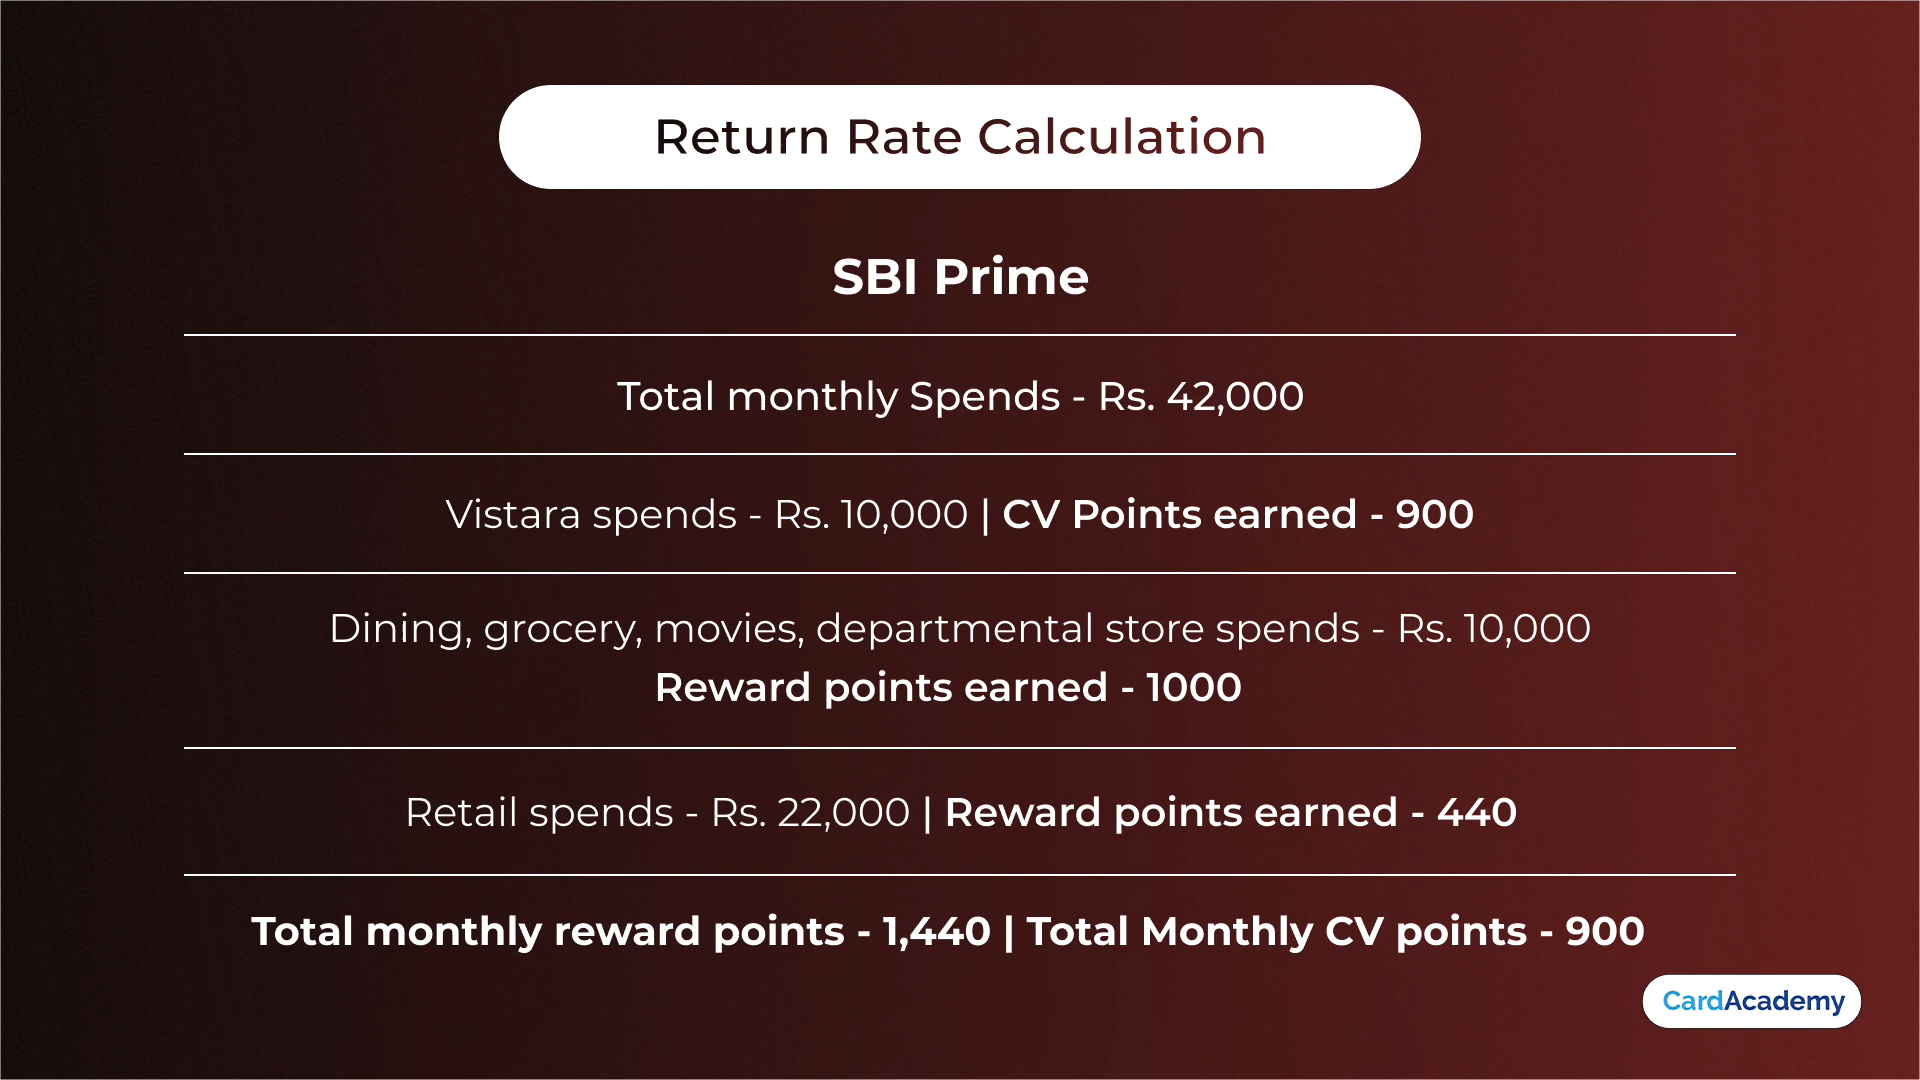 Return Rate Calculation
SBI Prime
Total monthly Spends - Rs. 42,000
Vistara spends - Rs. 10,000 | CV Points earned - 900
Dining, grocery, movies, departmental store spends - Rs. 10,000
Reward points earned - 1000
Retail spends - Rs. 22,000 | Reward points earned - 440
Total monthly reward points - 1,440 | Total Monthly CV points - 900
CardAcademy